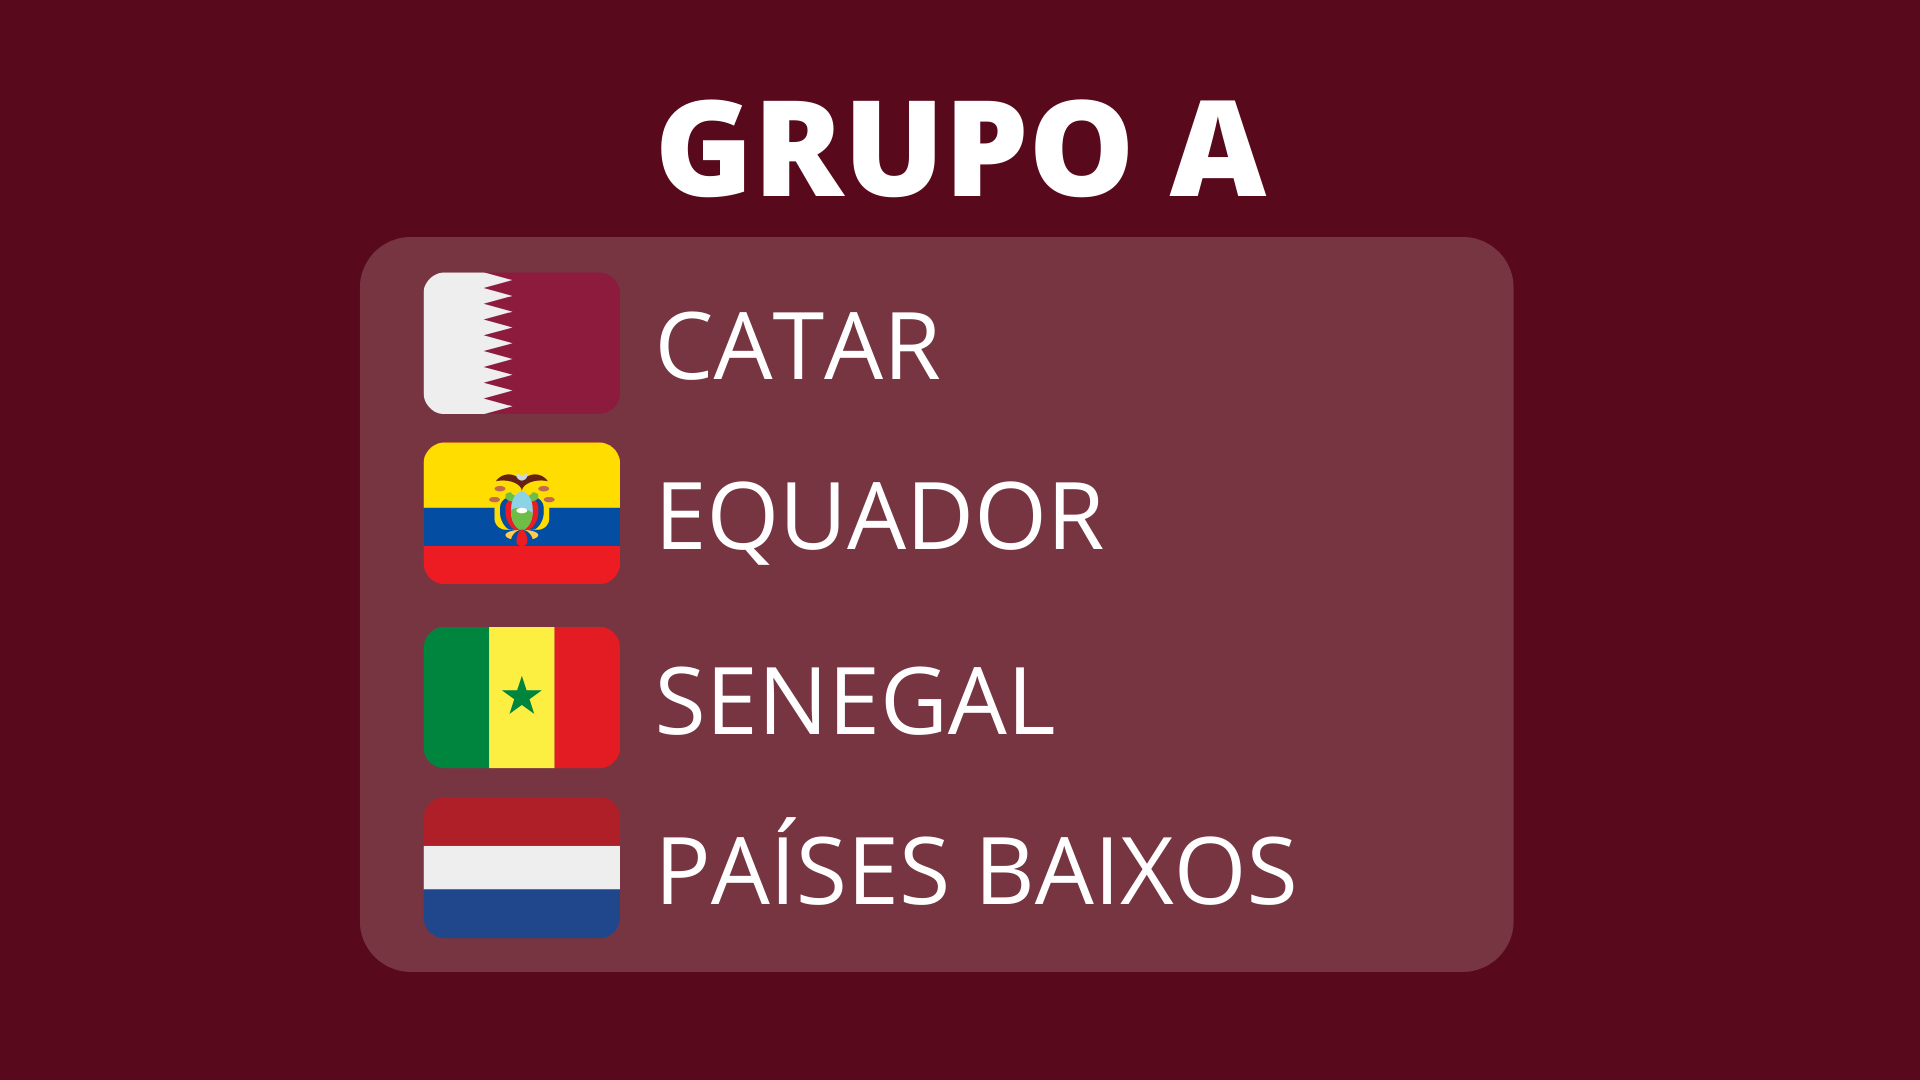 GRUPO A
CATAR
EQUADOR
SENEGAL
PAÍSES BAIXOS